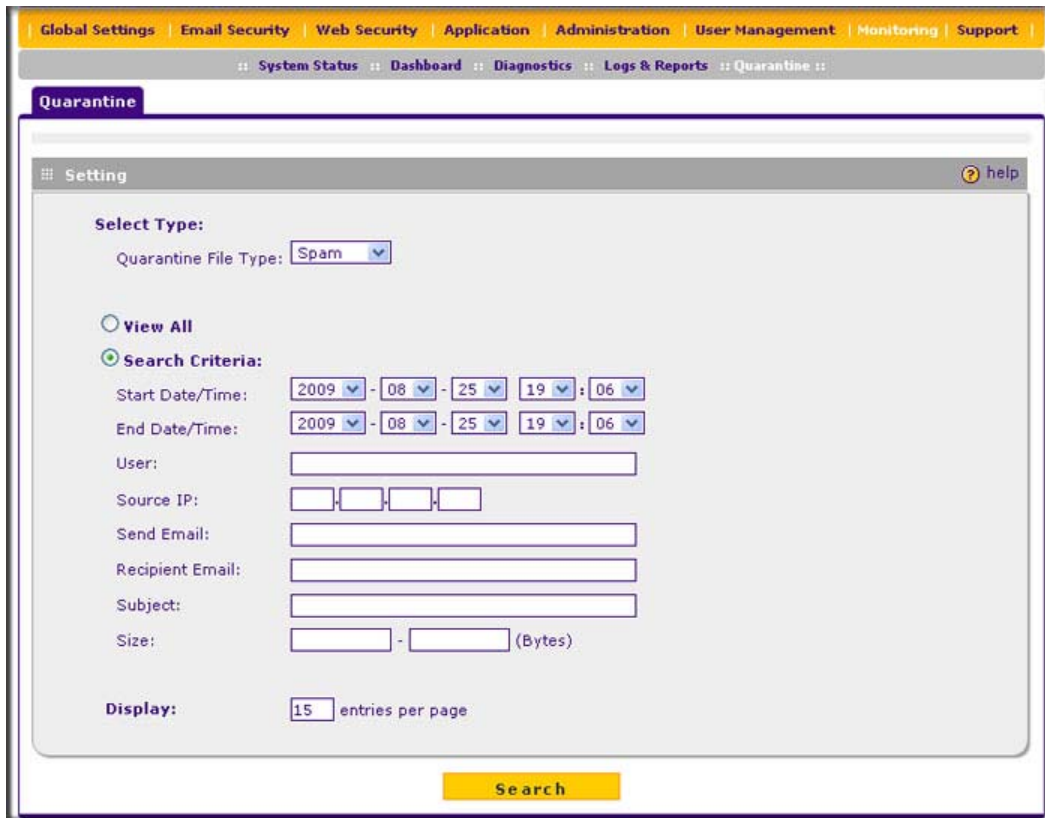 | Global Settings | Email Security | Web Security | Application | Administration | User Management | Monitoring | Support |
:: System Status :: Dashboard :: Diagnostics :: Logs & Reports :: Quarantine ::
Quarantine
Setting ? help
Select Type:
Quarantine File Type: Spam
View All
Search Criteria:
Start Date/Time: 2009 - 08 - 25 19 : 06
End Date/Time: 2009 - 08 - 25 19 : 06
User:
Source IP: . . .
Send Email:
Recipient Email:
Subject:
Size: - (Bytes)
Display: 15 entries per page
Search